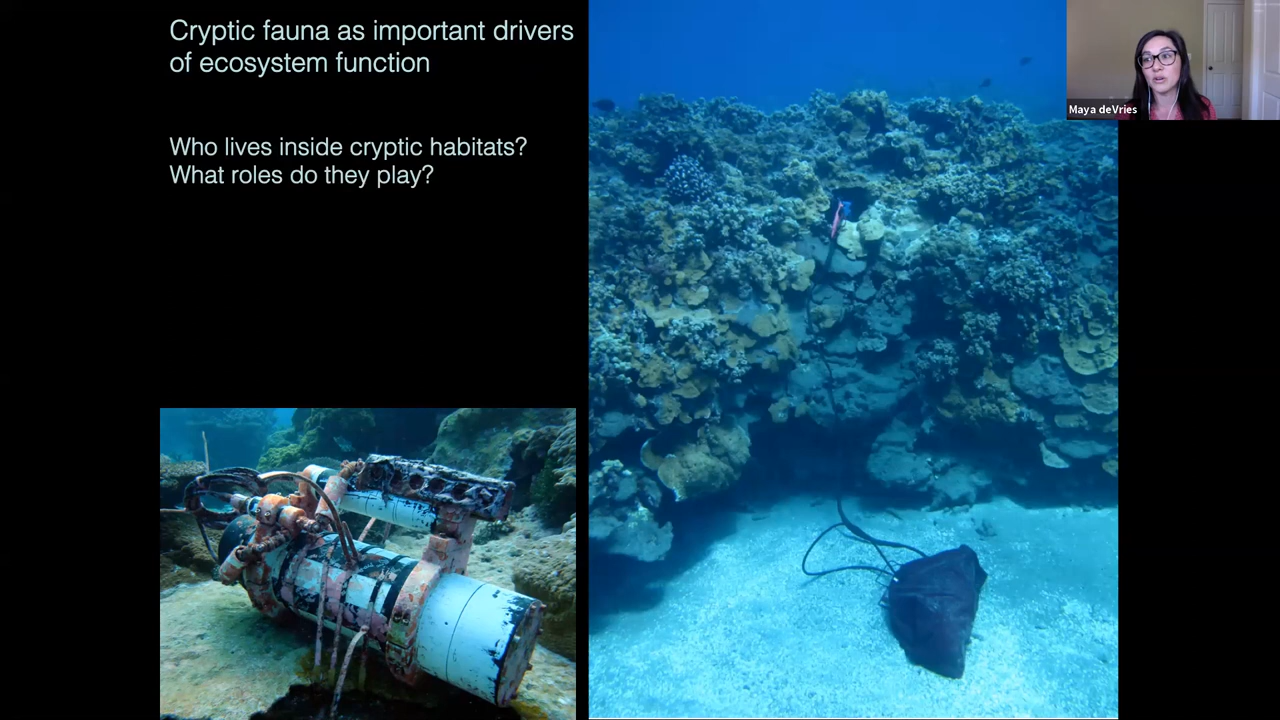 Cryptic fauna as important drivers
of ecosystem function
Who lives inside cryptic habitats?
What roles do they play?
Maya deVries